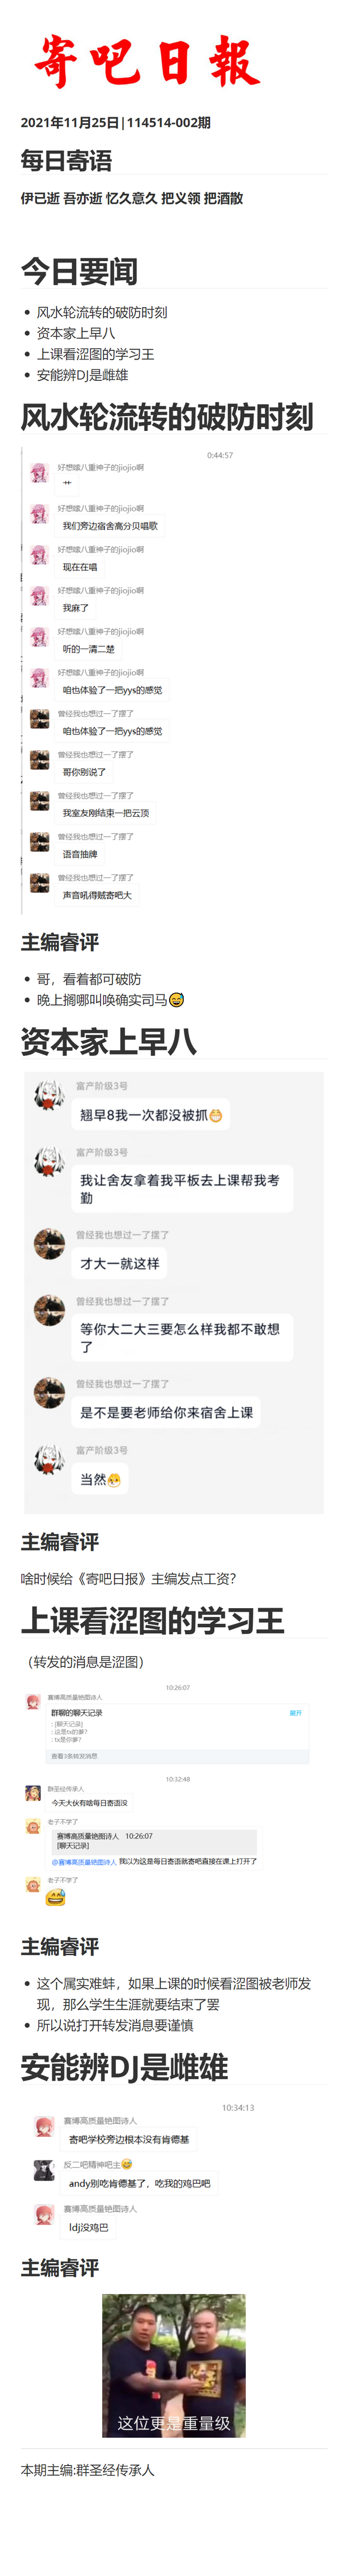 寄吧日報
2021年11月25日|114514-002期
每日寄语
伊己逝 吾亦逝 忆久意久 把义领 把酒散
今日要闻
风水轮流转的破防时刻
资本家上早八
上课看涩图的学习王
安能辨DJ是雌雄
风水轮流转的破防时刻
0:44:57
好想嗦八重神子的jiojio啊
艹
好想嗦八重神子的jiojio啊
我们旁边宿舍高分贝唱歌
好想嗦八重神子的jiojio啊
现在在唱
好想嗦八重神子的jiojio啊
我麻了
好想嗦八重神子的jiojio啊
听的一清二楚
好想嗦八重神子的jiojio啊
咱也体验了一把yys的感觉
曾经我也想过一了摆了
咱也体验了一把yys的感觉
曾经我也想过一了摆了
哥你别说了
曾经我也想过一了摆了
我室友刚结束一把云顶
曾经我也想过一了摆了
语音抽牌
曾经我也想过一了摆了
声音吼得贼寄吧大
主编睿评
哥，看着都可破防
晚上搁哪叫唤确实司马😅
资本家上早八
富产阶级3号
翘早8我一次都没被抓😁
富产阶级3号
我让舍友拿着我平板去上课帮我考
勤
曾经我也想过一了摆了
才大一就这样
曾经我也想过一了摆了
等你大二大三要怎么样我都不敢想
了
曾经我也想过一了摆了
是不是要老师给你来宿舍上课
富产阶级3号
当然
主编睿评
啥时候给《寄吧日报》主编发点工资?
上课看涩图的学习王
（转发的消息是涩图）
10:26:07
赛博高质量艳图诗人
群聊的聊天记录 展开
: [聊天记录]
: 这是tx的爹?
: tx是你爹?
查看3条转发消息
10:32:48
群圣经传承人
今天大伙有啥每日寄语没
老子不学了
赛博高质量艳图诗人 10:26:07
[聊天记录]
@赛博高质量艳图诗人 我以为这是每日寄语就寄吧直接在课上打开了
老子不学了
😅
主编睿评
这个属实难蚌，如果上课的时候看涩图被老师发
现，那么学生生涯就要结束了罢
所以说打开转发消息要谨慎
安能辨DJ是雌雄
10:34:13
赛博高质量艳图诗人
寄吧学校旁边根本没有肯德基
反二吧精神吧主😅
andy别吃肯德基了，吃我的鸡巴吧
赛博高质量艳图诗人
ldj没鸡巴
主编睿评
这位更是重量级
本期主编:群圣经传承人